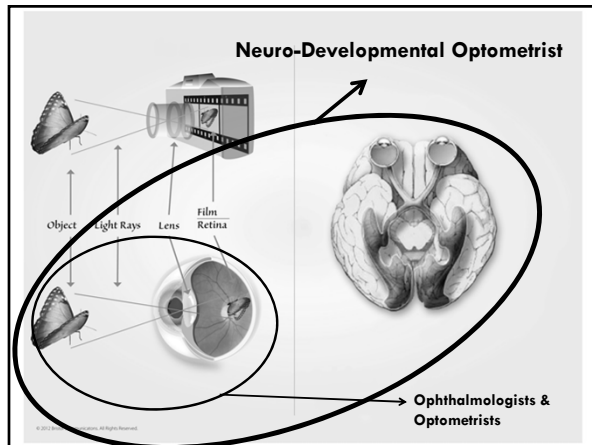 Neuro-Developmental Optometrist
Object
Light Rays
Lens
Film
Retina
Ophthalmologists &
Optometrists